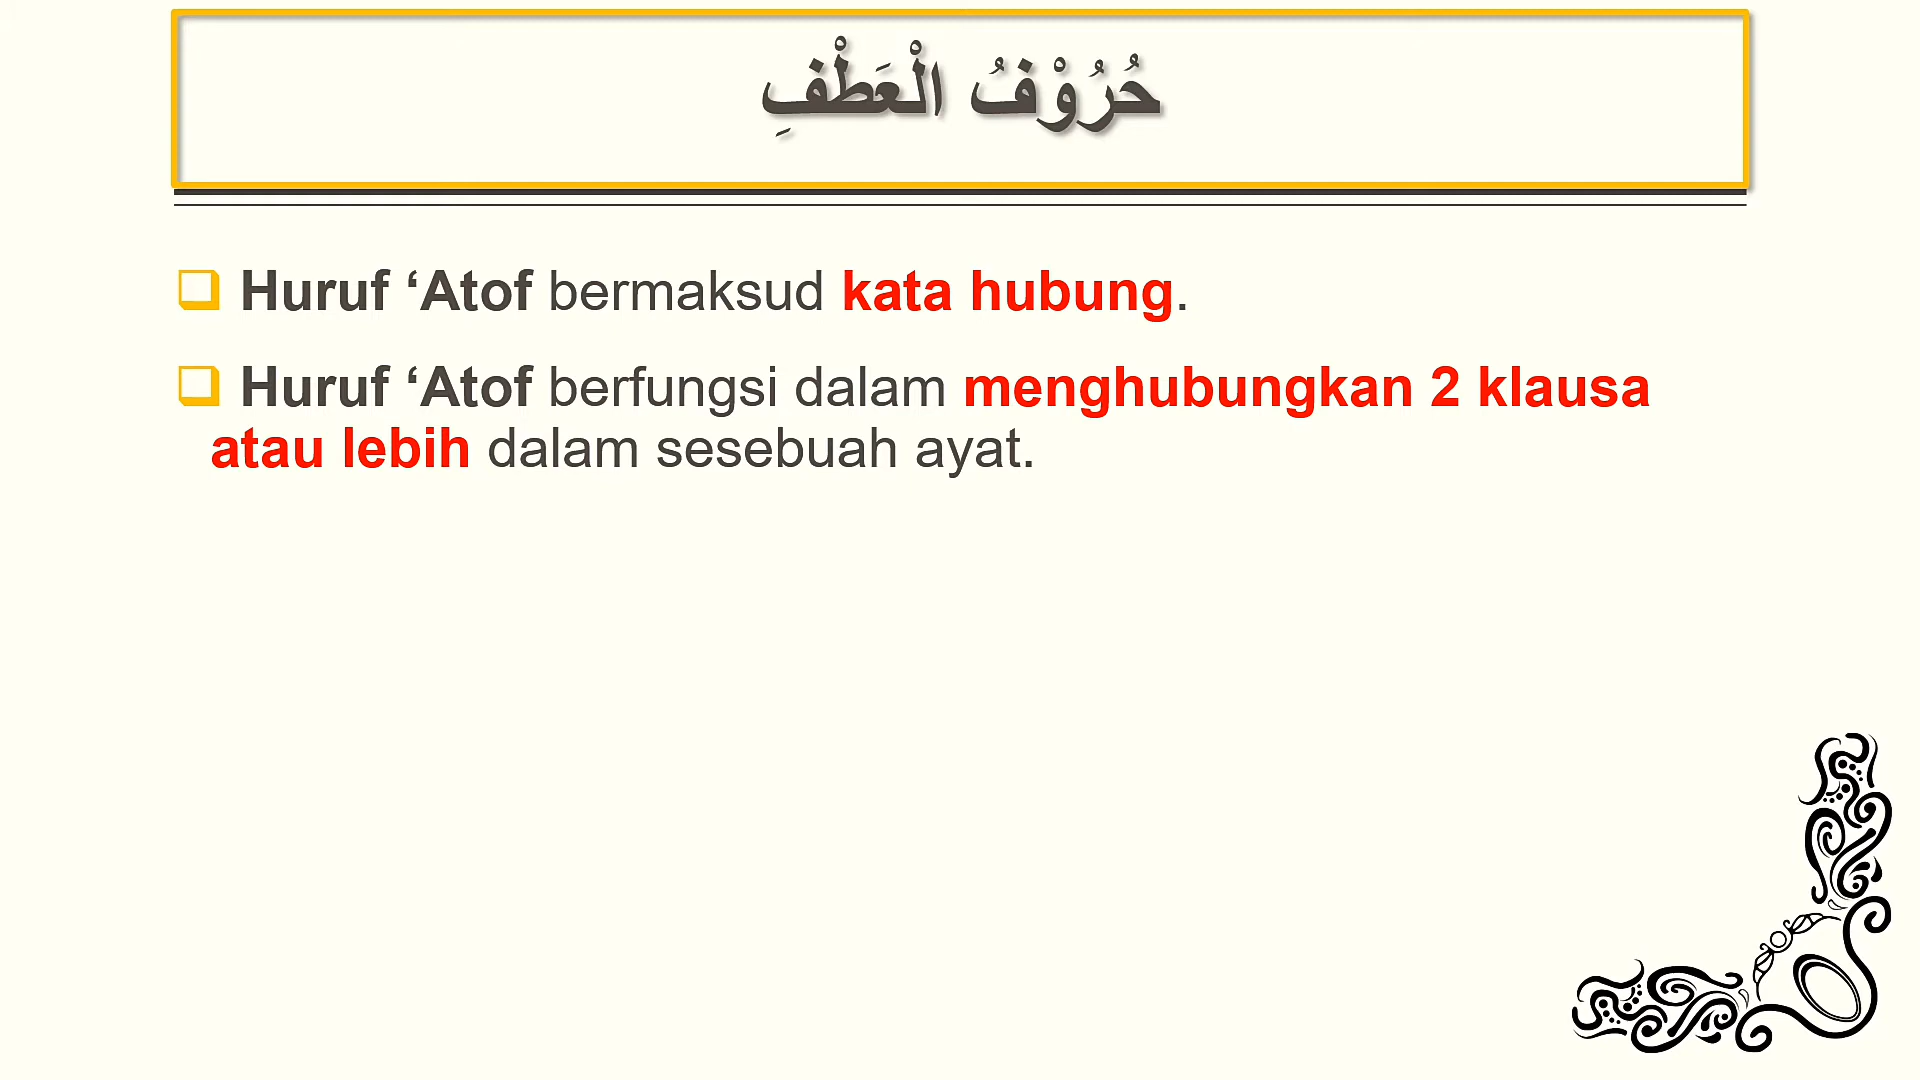 حُرُوْفُ الْعَطْفِ
Huruf ‘Atof bermaksud kata hubung.
Huruf ‘Atof berfungsi dalam menghubungkan 2 klausa
atau lebih dalam sesebuah ayat.